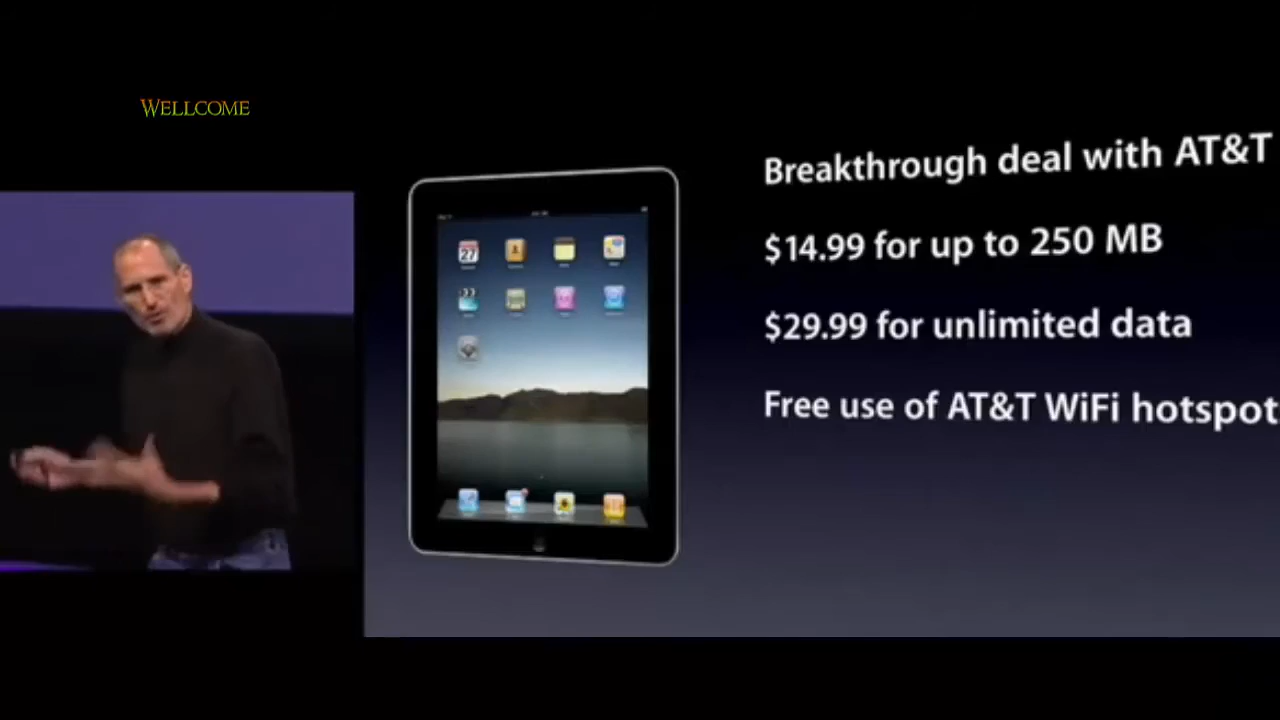 WELLCOME
Breakthrough deal with AT&T
$14.99 for up to 250 MB
$29.99 for unlimited data
Free use of AT&T WiFi hotspot
27